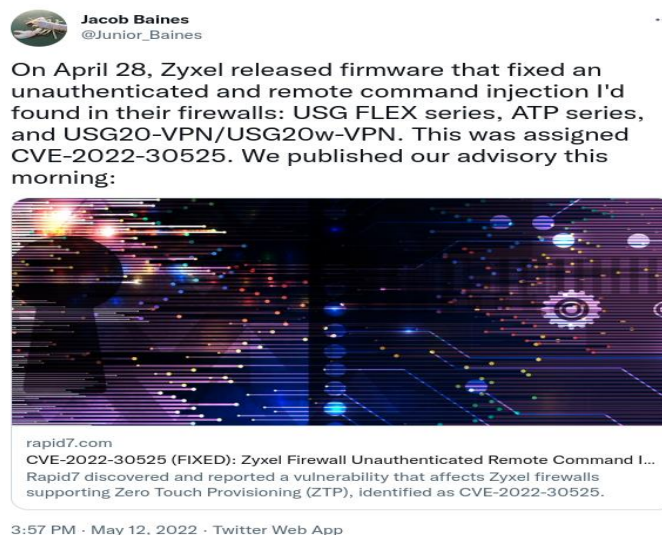 Jacob Baines
@Junior_Baines
On April 28, Zyxel released firmware that fixed an
unauthenticated and remote command injection I'd
found in their firewalls: USG FLEX series, ATP series,
and USG20-VPN/USG20w-VPN. This was assigned
CVE-2022-30525. We published our advisory this
morning:
rapid7.com
CVE-2022-30525 (FIXED): Zyxel Firewall Unauthenticated Remote Command I...
Rapid7 discovered and reported a vulnerability that affects Zyxel firewalls
supporting Zero Touch Provisioning (ZTP), identified as CVE-2022-30525.
3:57 PM · May 12, 2022 · Twitter Web App